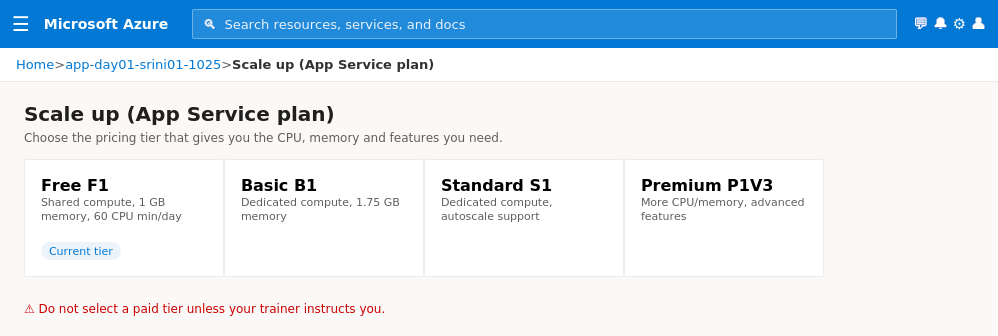 Microsoft Azure
Search resources, services, and docs
Home>app-day01-srini01-1025>Scale up (App Service plan)
Scale up (App Service plan)
Choose the pricing tier that gives you the CPU, memory and features you need.
Free F1
Shared compute, 1 GB
memory, 60 CPU min/day
Current tier
Basic B1
Dedicated compute, 1.75 GB
memory
Standard S1
Dedicated compute,
autoscale support
Premium P1V3
More CPU/memory, advanced
features
⚠ Do not select a paid tier unless your trainer instructs you.